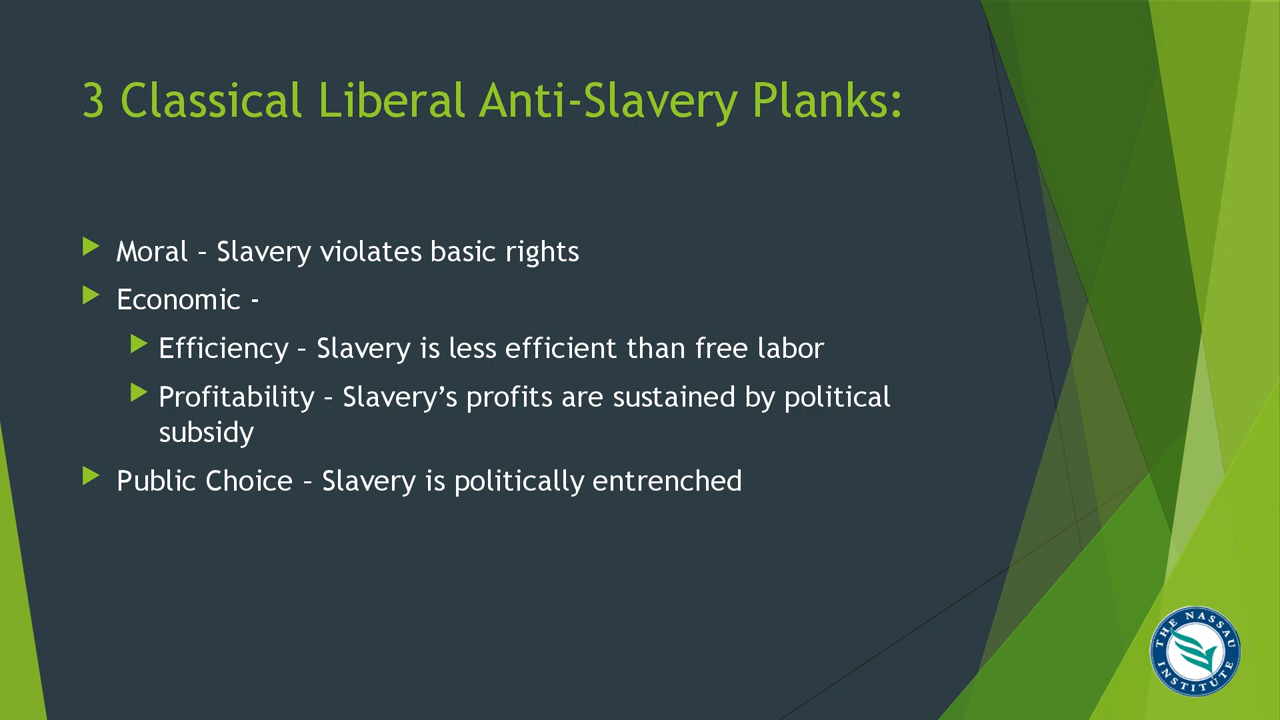 3 Classical Liberal Anti-Slavery Planks:
Moral – Slavery violates basic rights
Economic -
Efficiency – Slavery is less efficient than free labor
Profitability – Slavery’s profits are sustained by political
subsidy
Public Choice – Slavery is politically entrenched
THE NASSAU
INSTITUTE